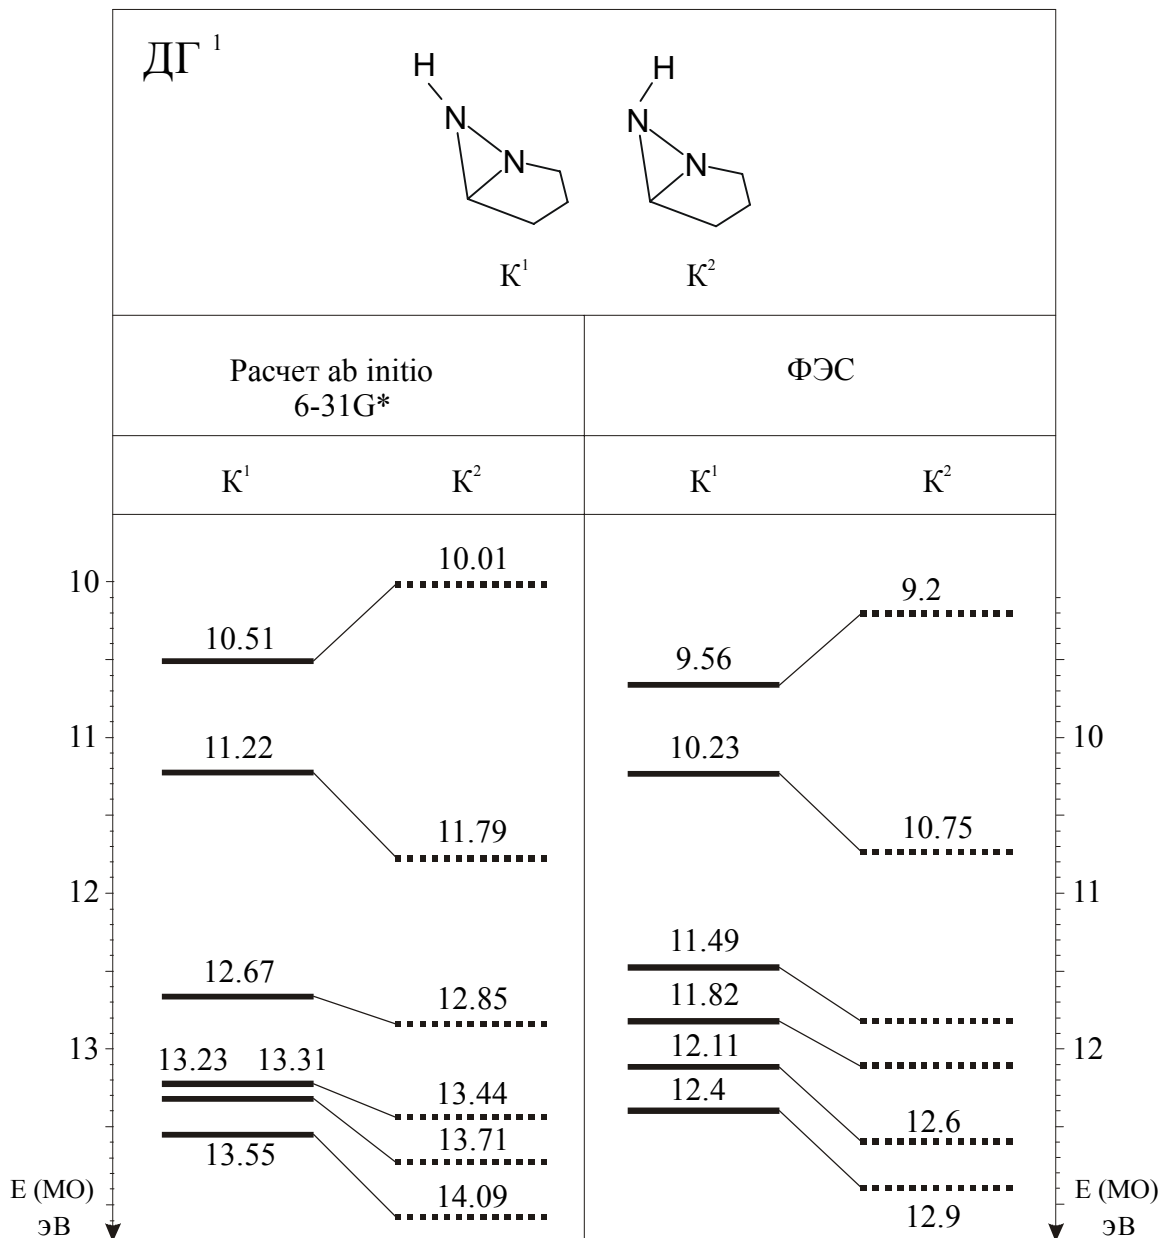 ДГ ¹
H H
N N
N N
К¹ К²
Расчет ab initio
6-31G*
ФЭС
К¹ К² К¹ К²
10.01
10
9.2
10.51
9.56
11
11.22
10.23
10
11.79
10.75
12
11
11.49
12.67
12.85
11.82
13
13.23 13.31
12.11
12
13.44
12.4
13.71
12.6
13.55
14.09
12.9
E (МО)
эВ
E (МО)
эВ